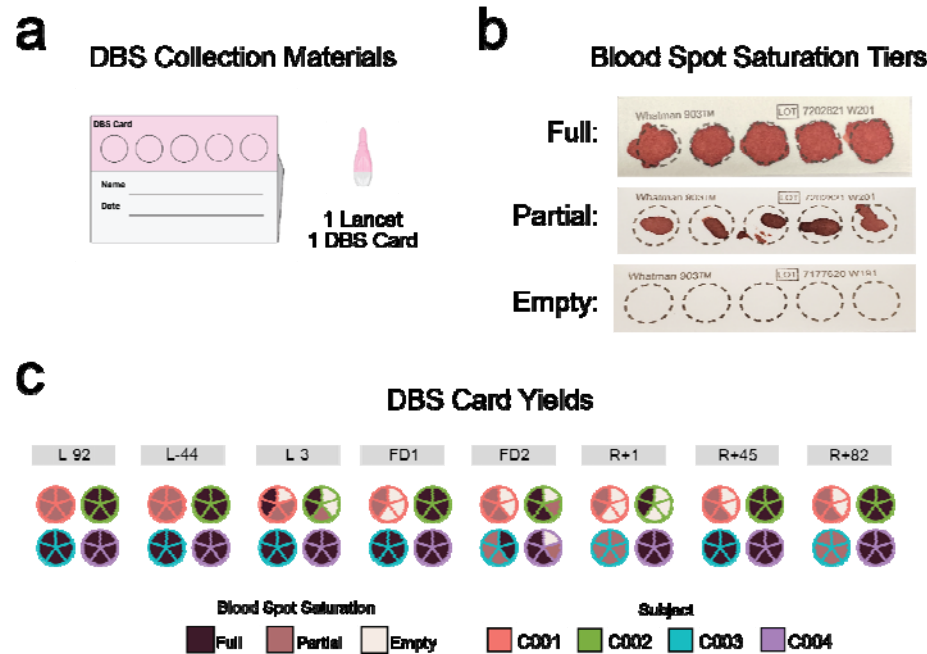 a
DBS Collection Materials
DBS Card
Name
Date
1 Lancet
1 DBS Card
b
Blood Spot Saturation Tiers
Full:
Whatman 903™ LOT 7202821 W201
Partial:
Whatman 903™ LOT 7202821 W201
Empty:
Whatman 903™ LOT 7177620 W191
c
DBS Card Yields
L 92 L-44 L 3 FD1 FD2 R+1 R+45 R+82
Blood Spot Saturation
Full Partial Empty
Subject
C001 C002 C003 C004